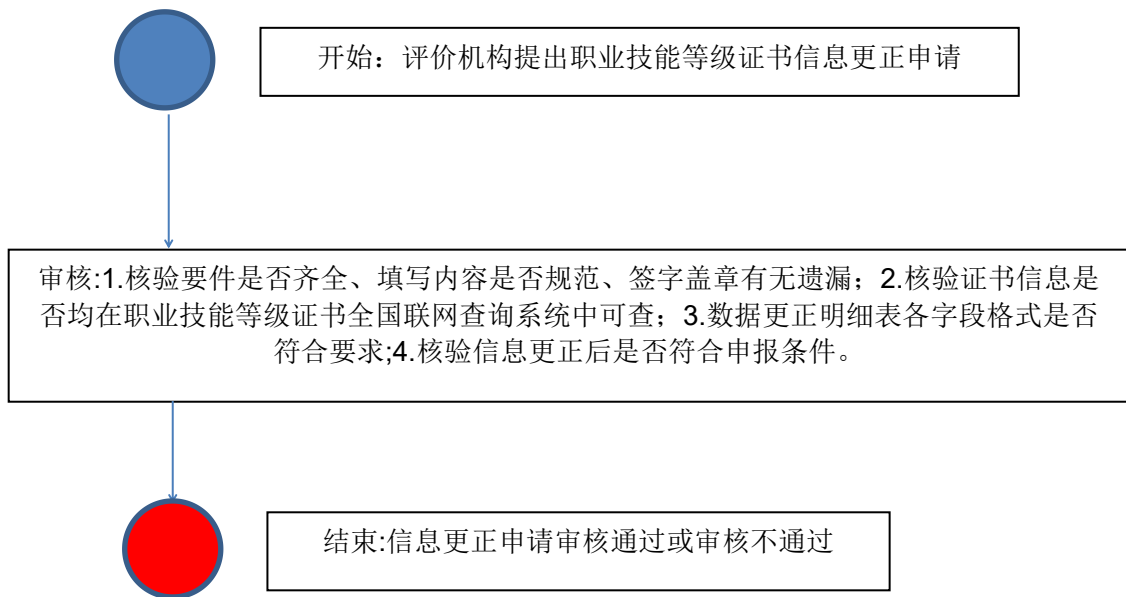 开始：评价机构提出职业技能等级证书信息更正申请
审核:1.核验要件是否齐全、填写内容是否规范、签字盖章有无遗漏；2.核验证书信息是
否均在职业技能等级证书全国联网查询系统中可查；3.数据更正明细表各字段格式是否
符合要求;4.核验信息更正后是否符合申报条件。
结束:信息更正申请审核通过或审核不通过